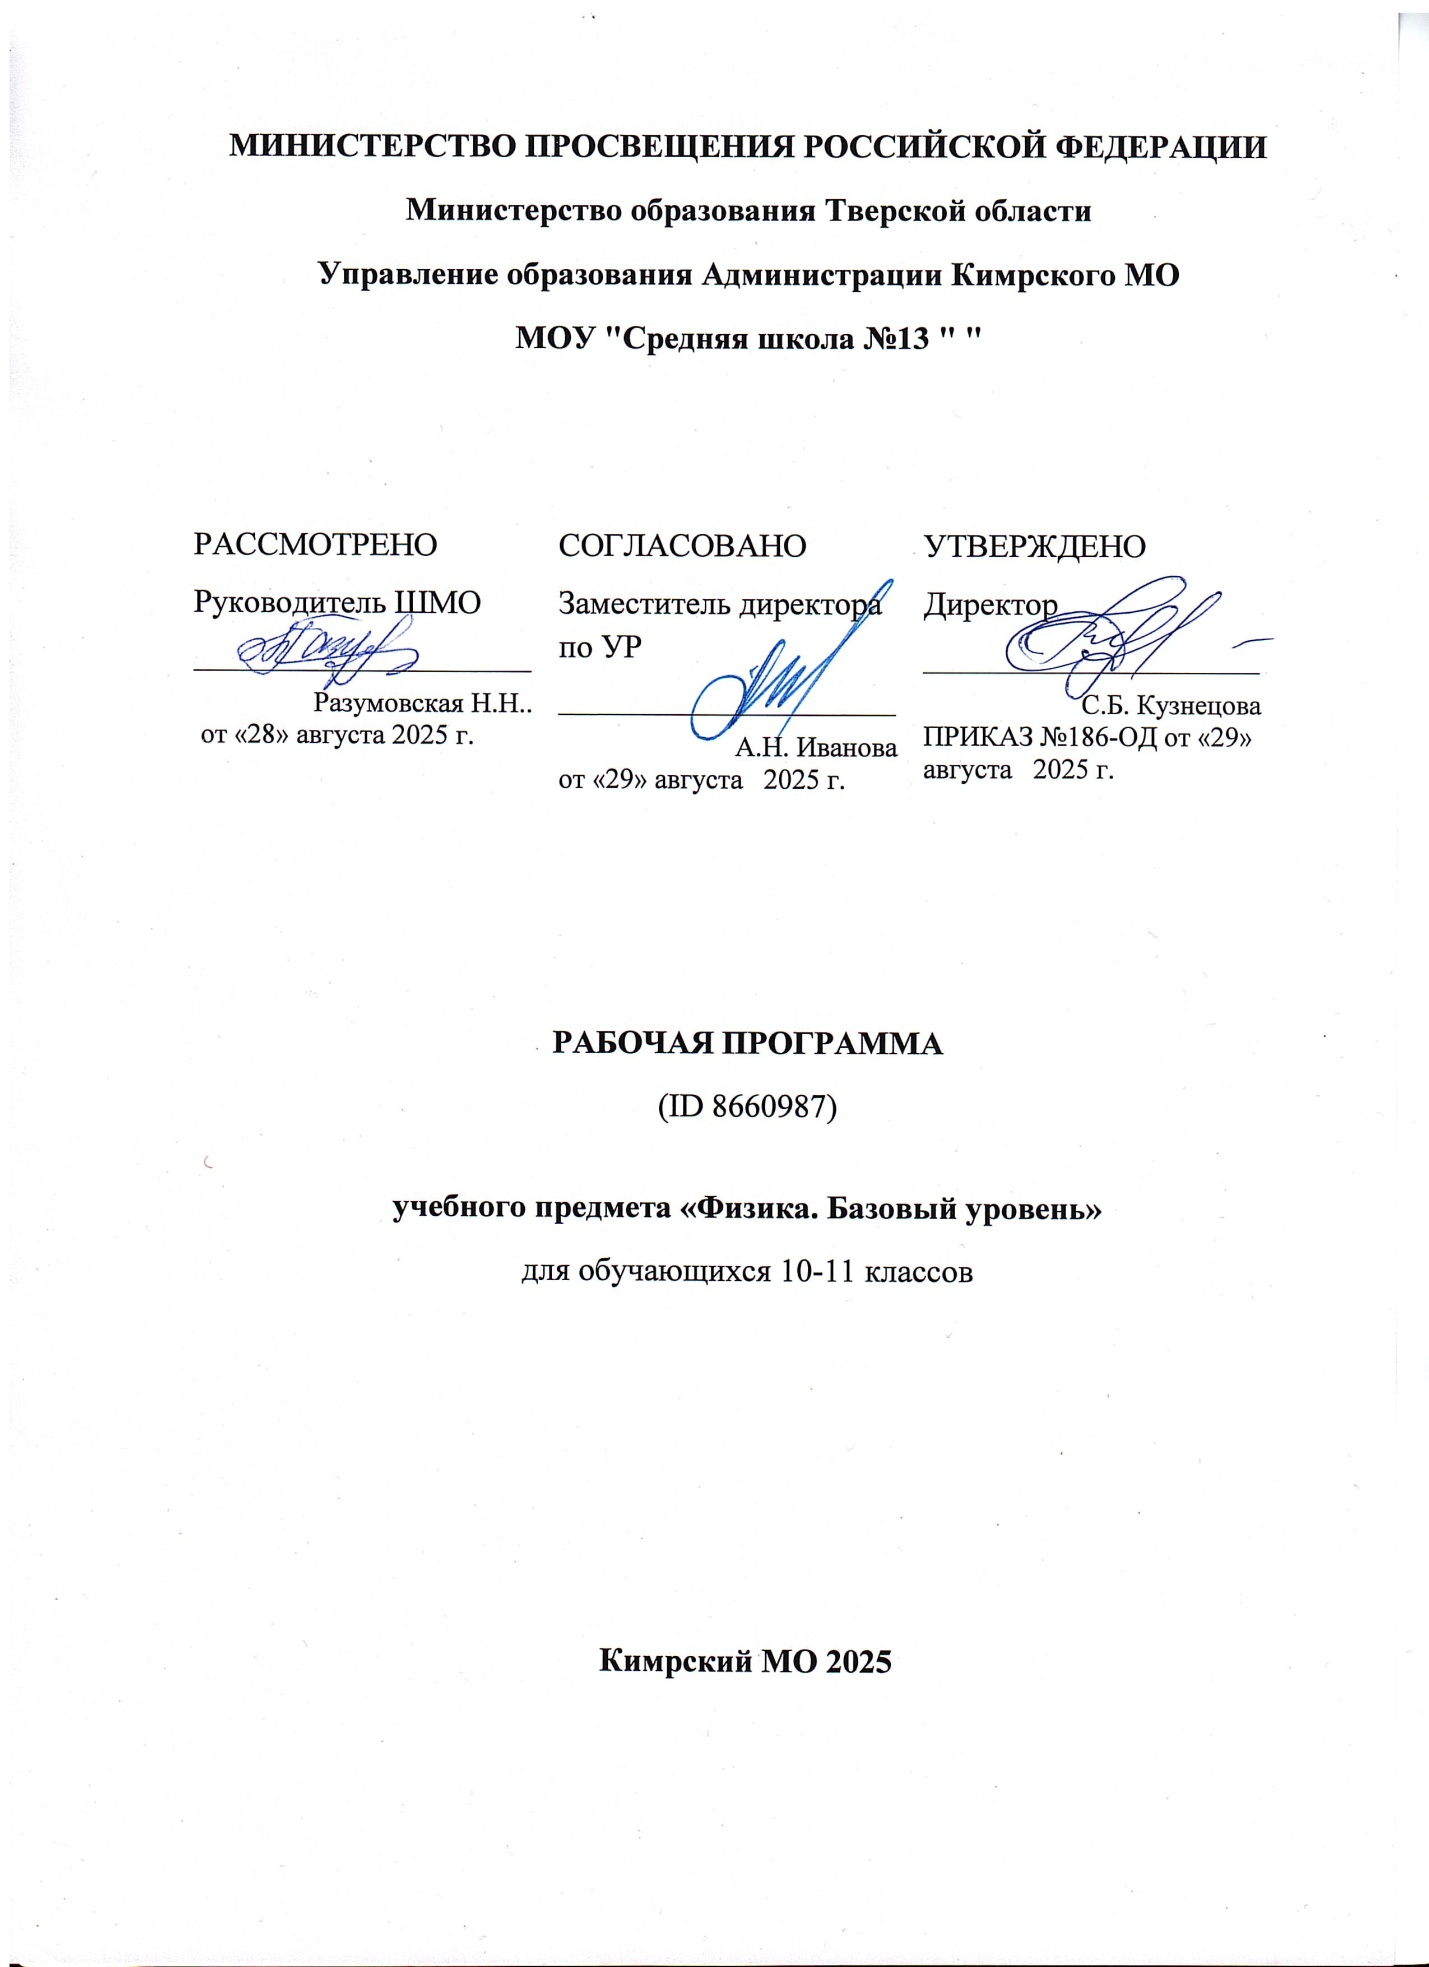 МИНИСТЕРСТВО ПРОСВЕЩЕНИЯ РОССИЙСКОЙ ФЕДЕРАЦИИ
Министерство образования Тверской области
Управление образования Администрации Кимрского МО
МОУ "Средняя школа №13 " "
РАССМОТРЕНО
Руководитель ШМО
Разумовская Н.Н..
от «28» августа 2025 г.
СОГЛАСОВАНО
Заместитель директора
по УР
А.Н. Иванова
от «29» августа 2025 г.
УТВЕРЖДЕНО
Директор
С.Б. Кузнецова
ПРИКАЗ №186-ОД от «29»
августа 2025 г.
РАБОЧАЯ ПРОГРАММА
(ID 8660987)
учебного предмета «Физика. Базовый уровень»
для обучающихся 10-11 классов
Кимрский МО 2025